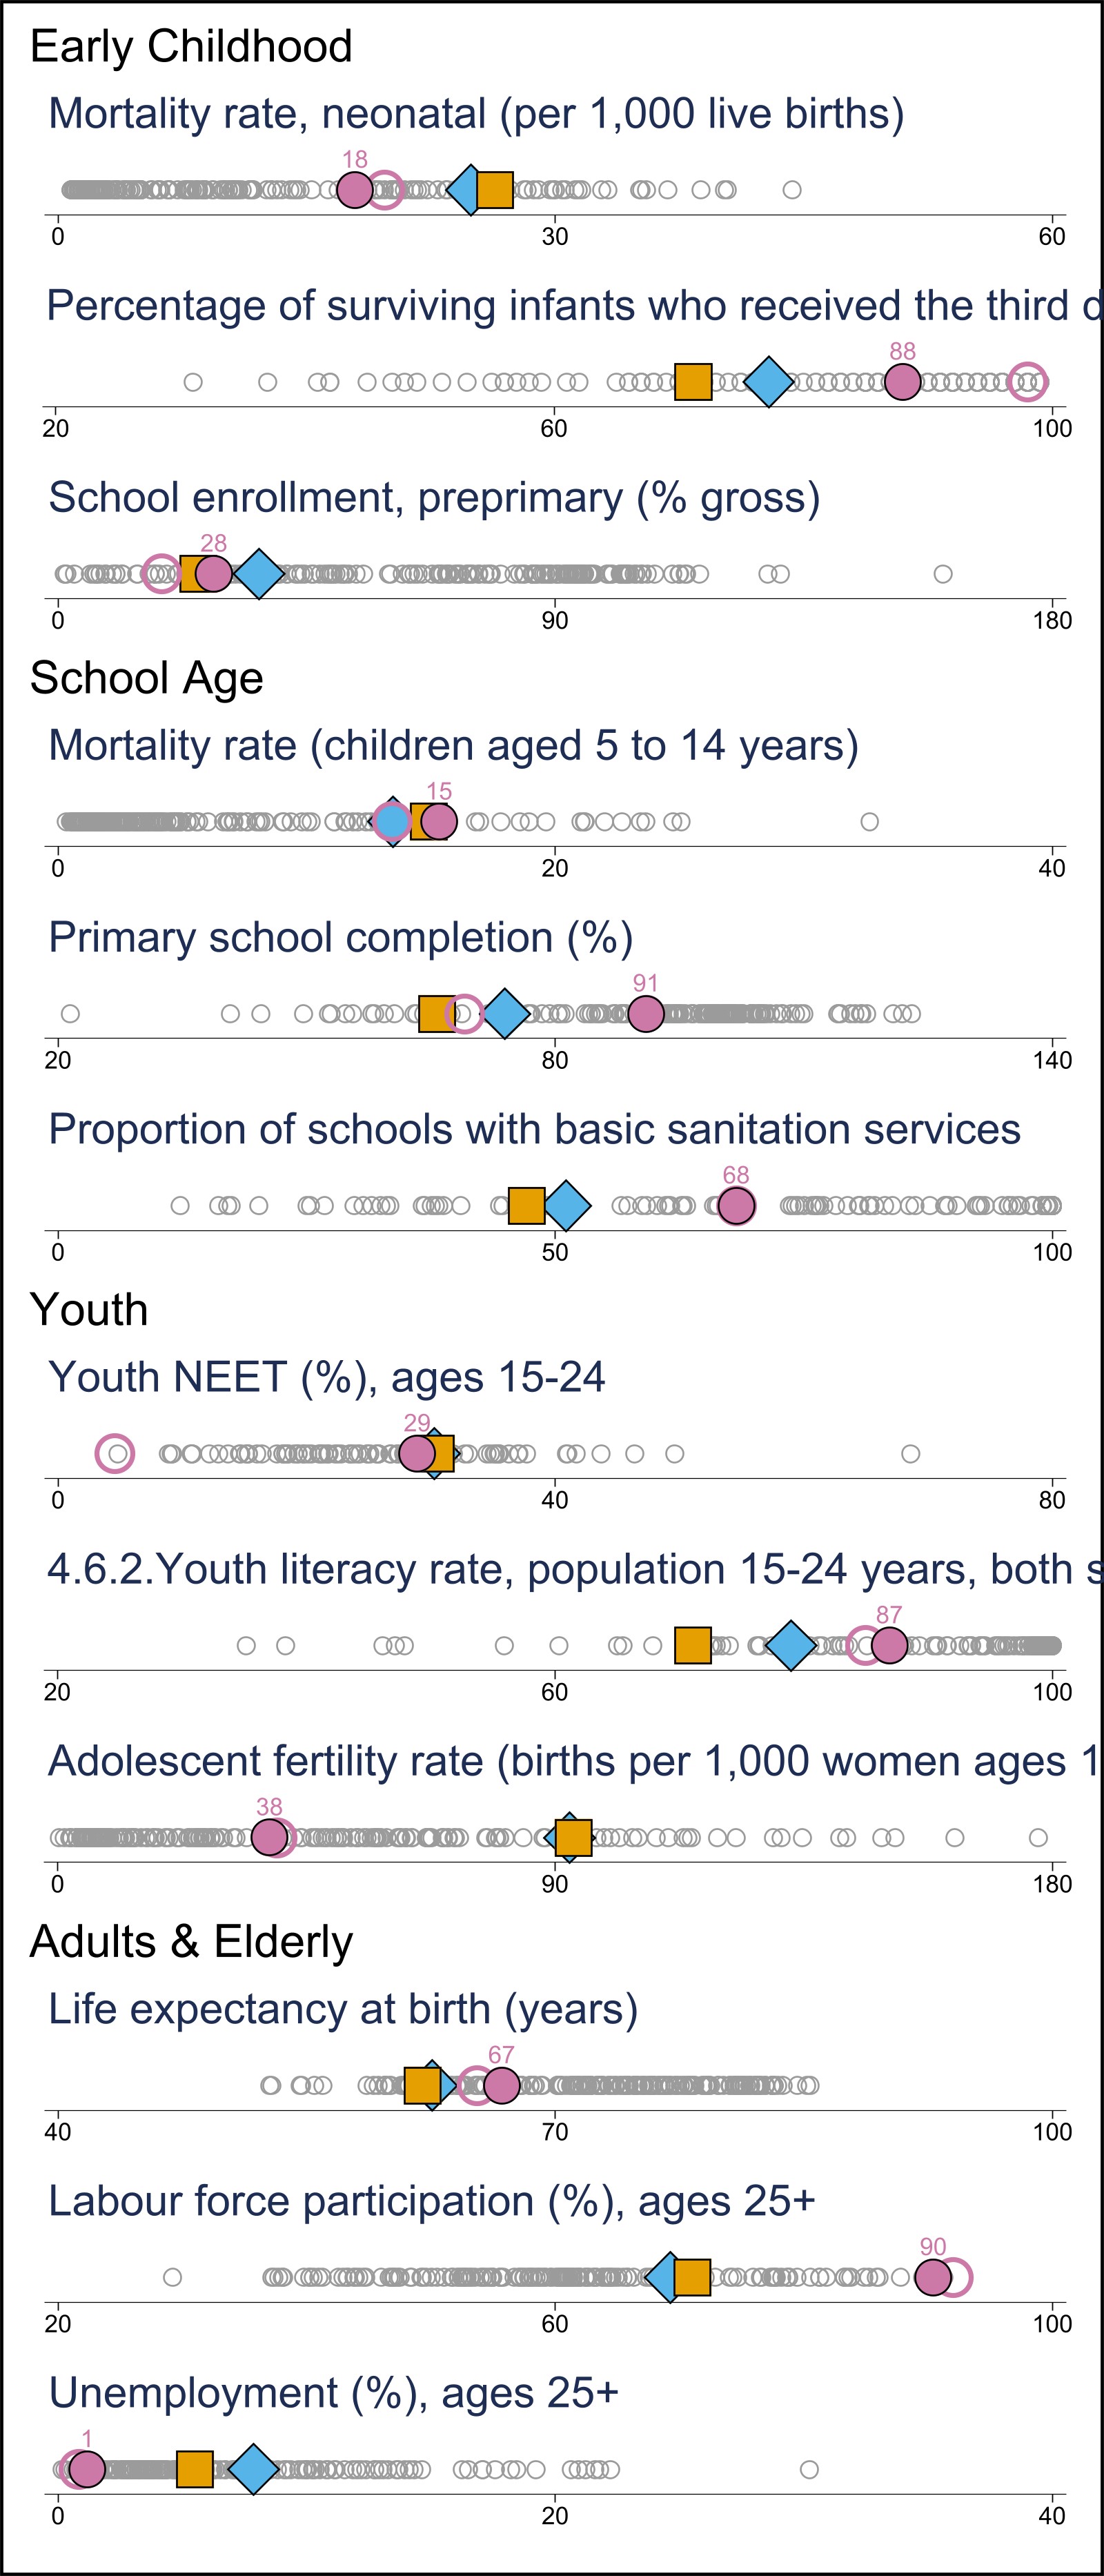 Early Childhood
Mortality rate, neonatal (per 1,000 live births)
18
0 30 60
Percentage of surviving infants who received the third d
88
20 60 100
School enrollment, preprimary (% gross)
28
0 90 180
School Age
Mortality rate (children aged 5 to 14 years)
15
0 20 40
Primary school completion (%)
91
20 80 140
Proportion of schools with basic sanitation services
68
0 50 100
Youth
Youth NEET (%), ages 15-24
29
0 40 80
4.6.2.Youth literacy rate, population 15-24 years, both s
87
20 60 100
Adolescent fertility rate (births per 1,000 women ages 1
38
0 90 180
Adults & Elderly
Life expectancy at birth (years)
67
40 70 100
Labour force participation (%), ages 25+
90
20 60 100
Unemployment (%), ages 25+
1
0 20 40